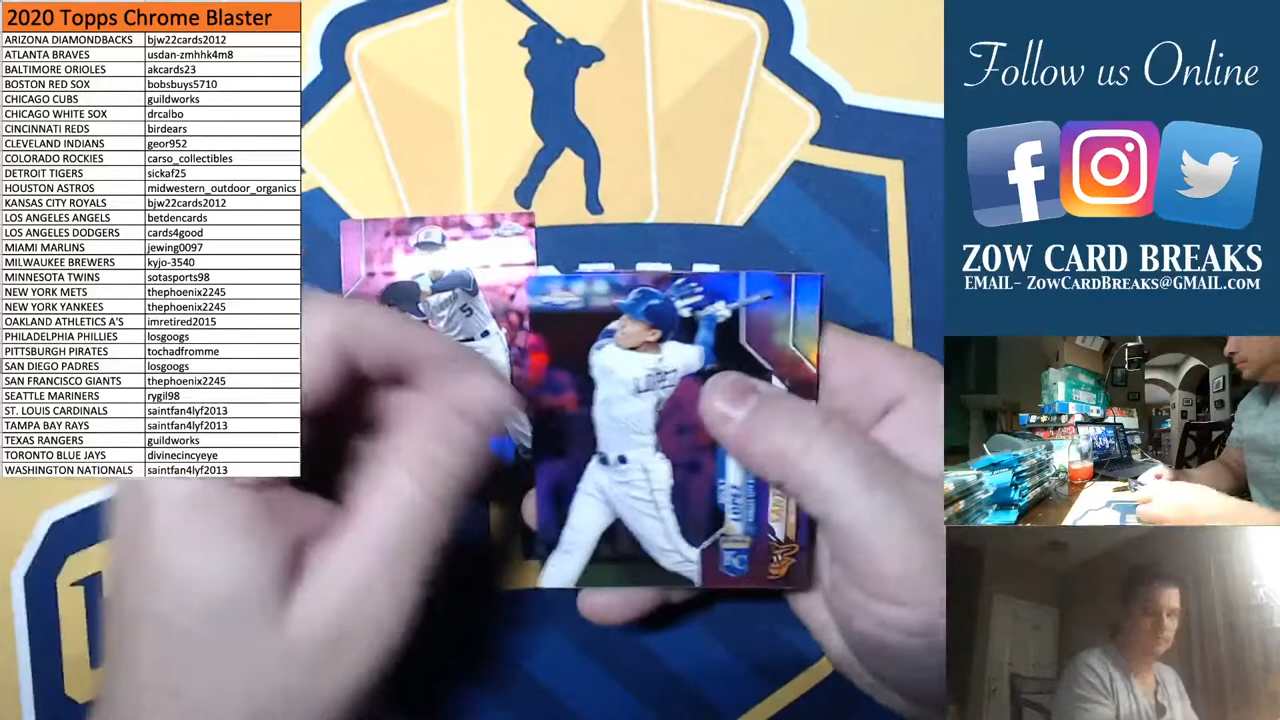 2020 Topps Chrome Blaster
ARIZONA DIAMONDBACKS bjw22cards2012
ATLANTA BRAVES usdan-zmhhk4m8
BALTIMORE ORIOLES akcards23
BOSTON RED SOX bobsbuys5710
CHICAGO CUBS guildworks
CHICAGO WHITE SOX drcalbo
CINCINNATI REDS birdears
CLEVELAND INDIANS geor952
COLORADO ROCKIES carso_collectibles
DETROIT TIGERS sickaf25
HOUSTON ASTROS midwestern_outdoor_organics
KANSAS CITY ROYALS bjw22cards2012
LOS ANGELES ANGELS betdencards
LOS ANGELES DODGERS cards4good
MIAMI MARLINS jewing0097
MILWAUKEE BREWERS kyjo-3540
MINNESOTA TWINS sotasports98
NEW YORK METS thephoenix2245
NEW YORK YANKEES thephoenix2245
OAKLAND ATHLETICS A'S imretired2015
PHILADELPHIA PHILLIES losgoogs
PITTSBURGH PIRATES tochadfromme
SAN DIEGO PADRES losgoogs
SAN FRANCISCO GIANTS thephoenix2245
SEATTLE MARINERS rygil98
ST. LOUIS CARDINALS saintfan4lyf2013
TAMPA BAY RAYS saintfan4lyf2013
TEXAS RANGERS guildworks
TORONTO BLUE JAYS divinecincyeye
WASHINGTON NATIONALS saintfan4lyf2013
Follow us Online
ZOW CARD BREAKS
EMAIL- ZowCardBreaks@GMAIL.COM
5
LOPEZ
KC